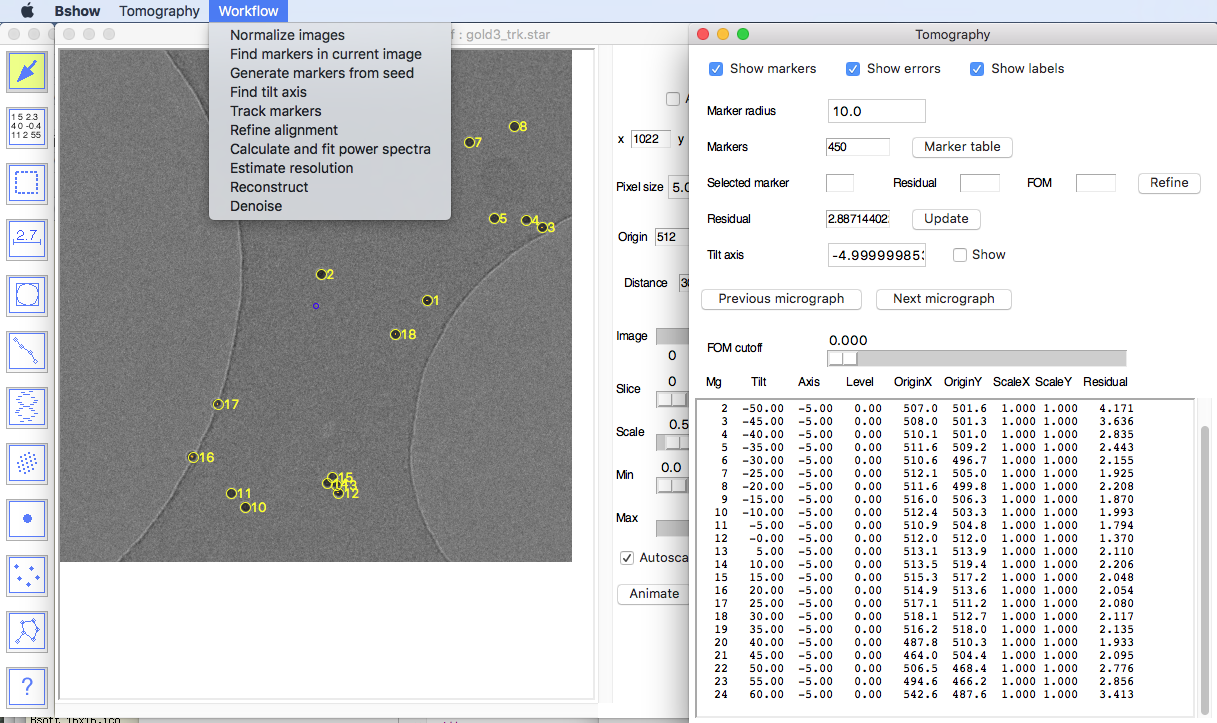 Bshow Tomography Workflow
f : gold3_trk.star
Normalize images
Find markers in current image
Generate markers from seed
Find tilt axis
Track markers
Refine alignment
Calculate and fit power spectra
Estimate resolution
Reconstruct
Denoise
1 5 2.3
4 0 -0.4
11 2 55
2.7
?
8
7
5
4
3
2
1
18
17
16
15
14
13
12
11
10
x 1022 y
Pixel size 5.0
Origin 512
Distance
Image
0
Slice 0
Scale 0.5
Min 0.0
Max
Autosca
Animate
Tomography
Show markers Show errors Show labels
Marker radius 10.0
Markers 450 Marker table
Selected marker Residual FOM Refine
Residual 2.88714402 Update
Tilt axis -4.99999985 Show
Previous micrograph Next micrograph
FOM cutoff 0.000
Mg Tilt Axis Level OriginX OriginY ScaleX ScaleY Residual
2 -50.00 -5.00 0.00 507.0 501.6 1.000 1.000 4.171
3 -45.00 -5.00 0.00 508.0 501.3 1.000 1.000 3.636
4 -40.00 -5.00 0.00 510.1 501.0 1.000 1.000 2.835
5 -35.00 -5.00 0.00 511.6 509.2 1.000 1.000 2.443
6 -30.00 -5.00 0.00 510.6 496.7 1.000 1.000 2.155
7 -25.00 -5.00 0.00 512.1 505.0 1.000 1.000 1.925
8 -20.00 -5.00 0.00 511.6 499.8 1.000 1.000 2.208
9 -15.00 -5.00 0.00 516.0 506.3 1.000 1.000 1.870
10 -10.00 -5.00 0.00 512.4 503.3 1.000 1.000 1.993
11 -5.00 -5.00 0.00 510.9 504.8 1.000 1.000 1.794
12 -0.00 -5.00 0.00 512.0 512.0 1.000 1.000 1.370
13 5.00 -5.00 0.00 513.1 513.9 1.000 1.000 2.110
14 10.00 -5.00 0.00 513.5 519.4 1.000 1.000 2.206
15 15.00 -5.00 0.00 515.3 517.2 1.000 1.000 2.048
16 20.00 -5.00 0.00 514.9 513.6 1.000 1.000 2.054
17 25.00 -5.00 0.00 517.1 511.2 1.000 1.000 2.080
18 30.00 -5.00 0.00 518.1 512.7 1.000 1.000 2.117
19 35.00 -5.00 0.00 516.2 518.0 1.000 1.000 2.135
20 40.00 -5.00 0.00 487.8 510.3 1.000 1.000 1.933
21 45.00 -5.00 0.00 464.0 504.4 1.000 1.000 2.095
22 50.00 -5.00 0.00 506.5 468.4 1.000 1.000 2.776
23 55.00 -5.00 0.00 494.6 466.2 1.000 1.000 2.856
24 60.00 -5.00 0.00 542.6 487.6 1.000 1.000 3.413